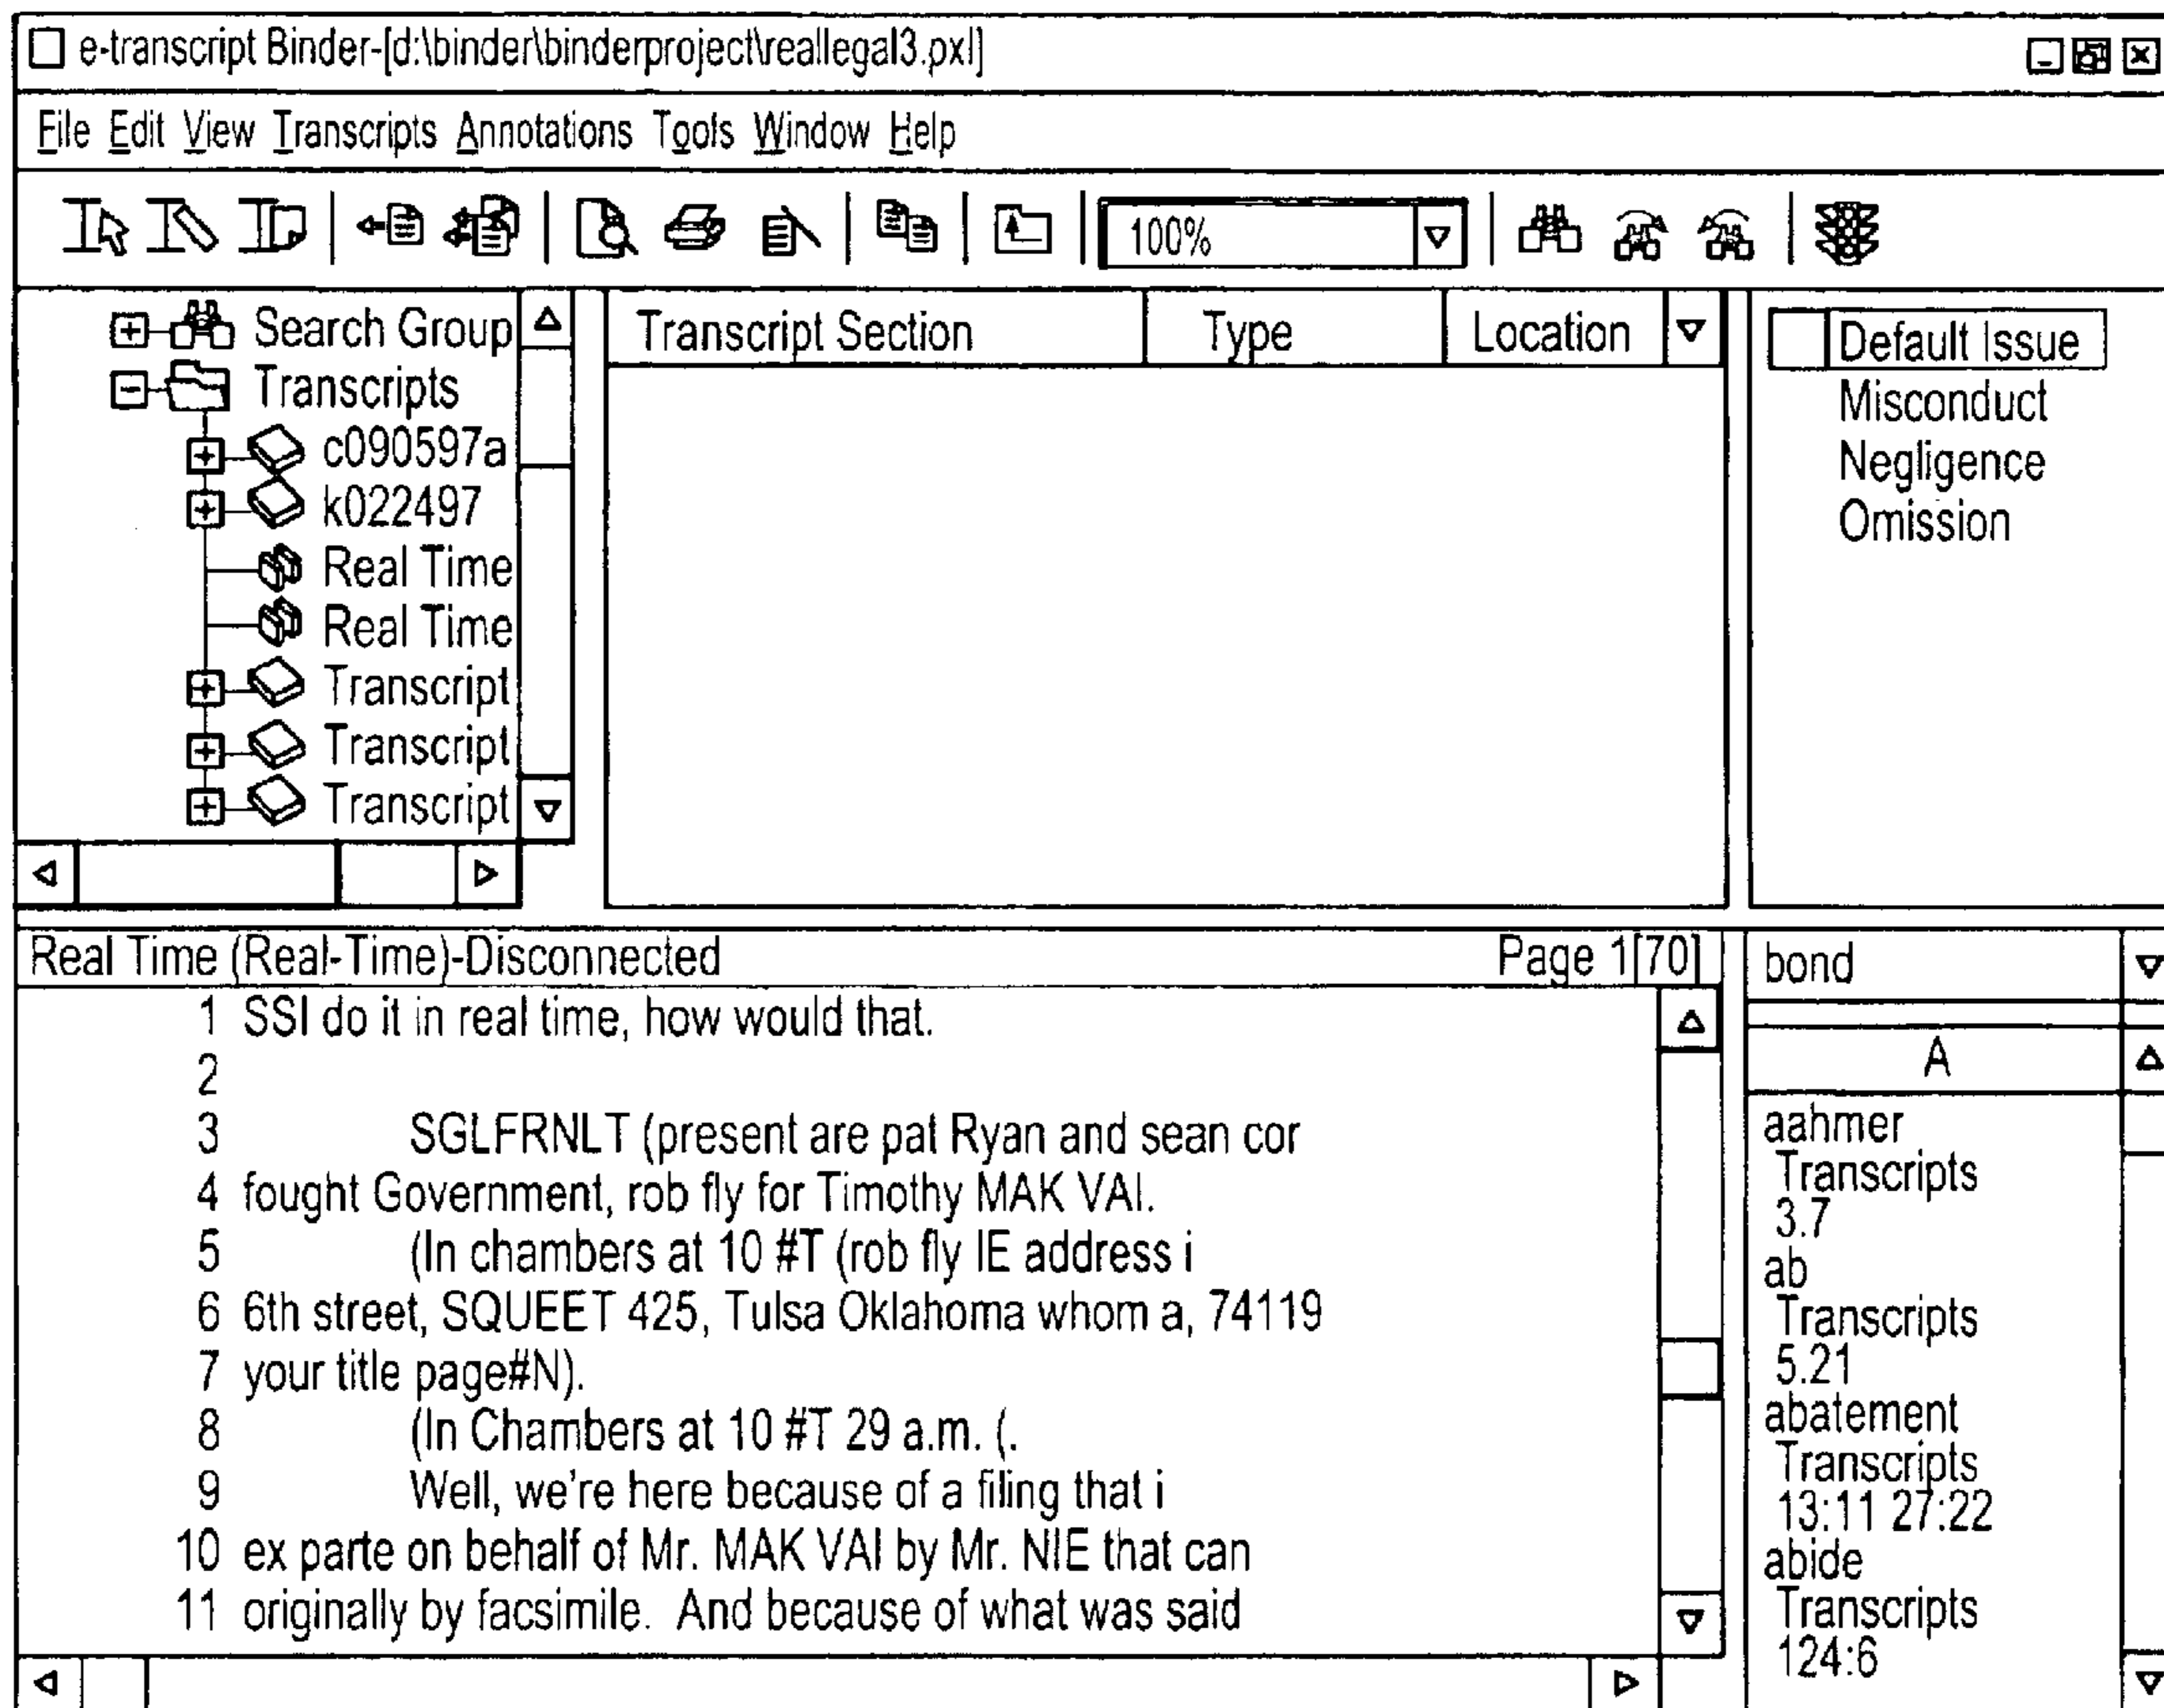 e-transcript Binder-[d:\binder\binderproject\reallegal3.pxl]
File Edit View Transcripts Annotations Tools Window Help
100%
Search Group
Transcripts
c090597a
k022497
Real Time
Real Time
Transcript
Transcript
Transcript
Transcript Section Type Location
Default Issue
Misconduct
Negligence
Omission
Real Time (Real-Time)-Disconnected Page 1[70]
1 SSI do it in real time, how would that.
2
3 SGLFRNLT (present are pat Ryan and sean cor
4 fought Government, rob fly for Timothy MAK VAI.
5 (In chambers at 10 #T (rob fly IE address i
6 6th street, SQUEET 425, Tulsa Oklahoma whom a, 74119
7 your title page#N).
8 (In Chambers at 10 #T 29 a.m. (.
9 Well, we're here because of a filing that i
10 ex parte on behalf of Mr. MAK VAI by Mr. NIE that can
11 originally by facsimile. And because of what was said
bond
A
aahmer
Transcripts
3.7
ab
Transcripts
5.21
abatement
Transcripts
13:11 27:22
abide
Transcripts
124:6